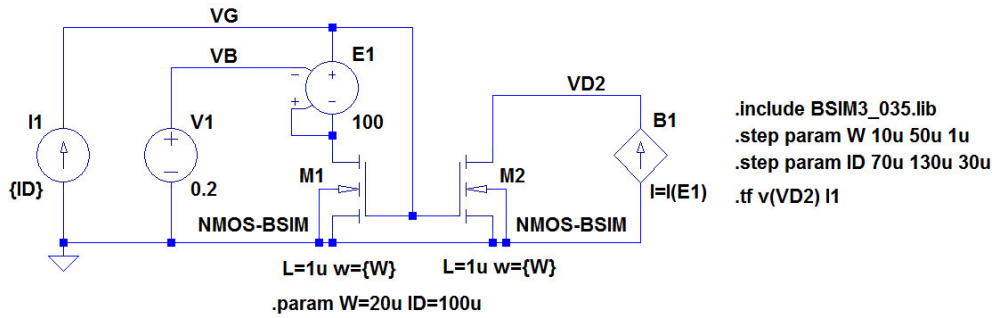 VG
E1
VB
VD2
− +
+ −
.include BSIM3_035.lib
I1
V1
100
B1
.step param W 10u 50u 1u
.step param ID 70u 130u 30u
+
−
M1
M2
{ID}
0.2
I=I(E1)
.tf v(VD2) I1
NMOS-BSIM
NMOS-BSIM
L=1u w={W}
L=1u w={W}
.param W=20u ID=100u